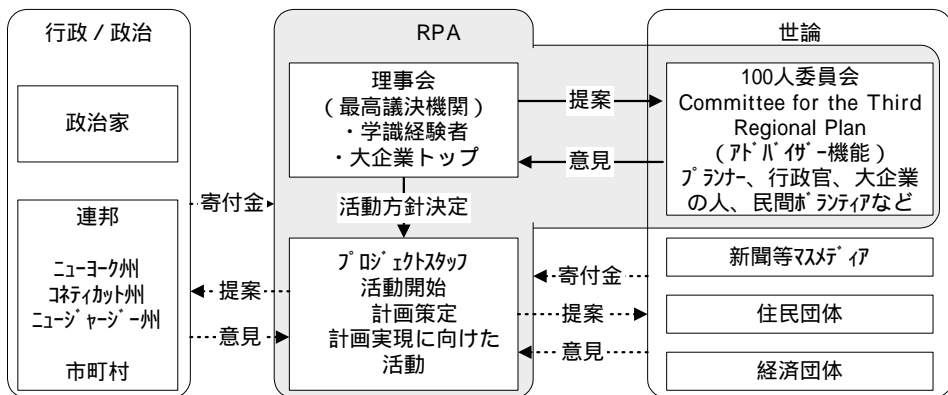 行政 / 政治
政治家
連邦
ニューヨーク州
コネティカット州
ニュージャージー州
市町村
寄付金
提案
意見
RPA
理事会
（最高議決機関）
・学識経験者
・大企業トップ
活動方針決定
プロジェクトスタッフ
活動開始
計画策定
計画実現に向けた
活動
提案
意見
寄付金
提案
意見
世論
100人委員会
Committee for the Third
Regional Plan
（アドバイザー機能）
プランナー、行政官、大企業
の人、民間ボランティアなど
新聞等マスメディア
住民団体
経済団体